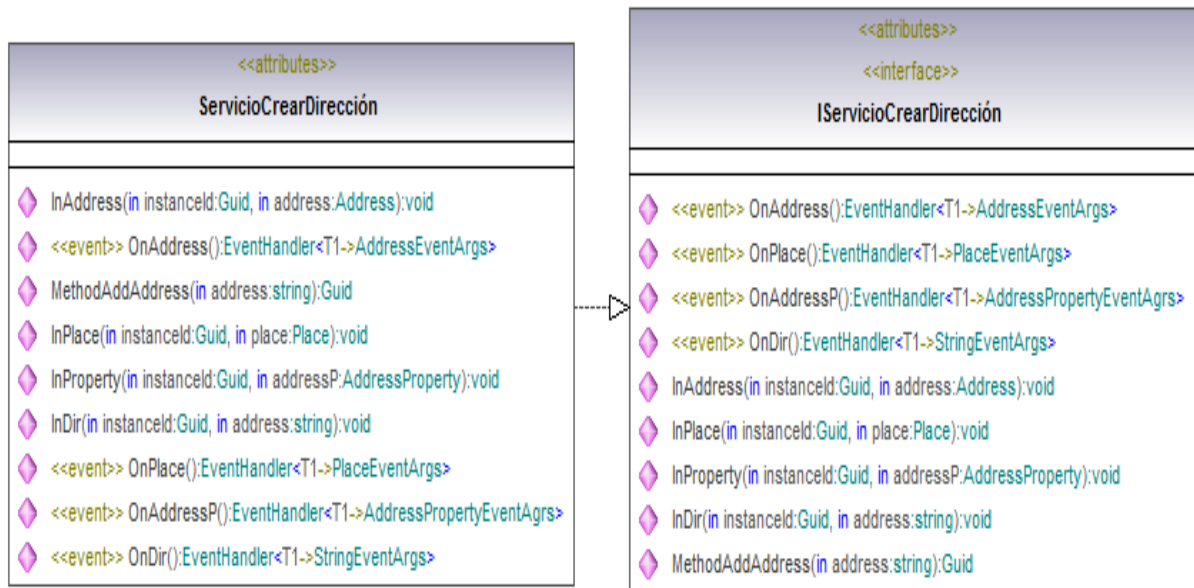 <<attributes>>
ServicioCrearDirección
InAddress(in instanceId:Guid, in address:Address):void
<<event>> OnAddress():EventHandler<T1->AddressEventArgs>
MethodAddAddress(in address:string):Guid
InPlace(in instanceId:Guid, in place:Place):void
InProperty(in instanceId:Guid, in addressP:AddressProperty):void
InDir(in instanceId:Guid, in address:string):void
<<event>> OnPlace():EventHandler<T1->PlaceEventArgs>
<<event>> OnAddressP():EventHandler<T1->AddressPropertyEventAgrs>
<<event>> OnDir():EventHandler<T1->StringEventArgs>
<<attributes>>
<<interface>>
IServicioCrearDirección
<<event>> OnAddress():EventHandler<T1->AddressEventArgs>
<<event>> OnPlace():EventHandler<T1->PlaceEventArgs>
<<event>> OnAddressP():EventHandler<T1->AddressPropertyEventAgrs>
<<event>> OnDir():EventHandler<T1->StringEventArgs>
InAddress(in instanceId:Guid, in address:Address):void
InPlace(in instanceId:Guid, in place:Place):void
InProperty(in instanceId:Guid, in addressP:AddressProperty):void
InDir(in instanceId:Guid, in address:string):void
MethodAddAddress(in address:string):Guid